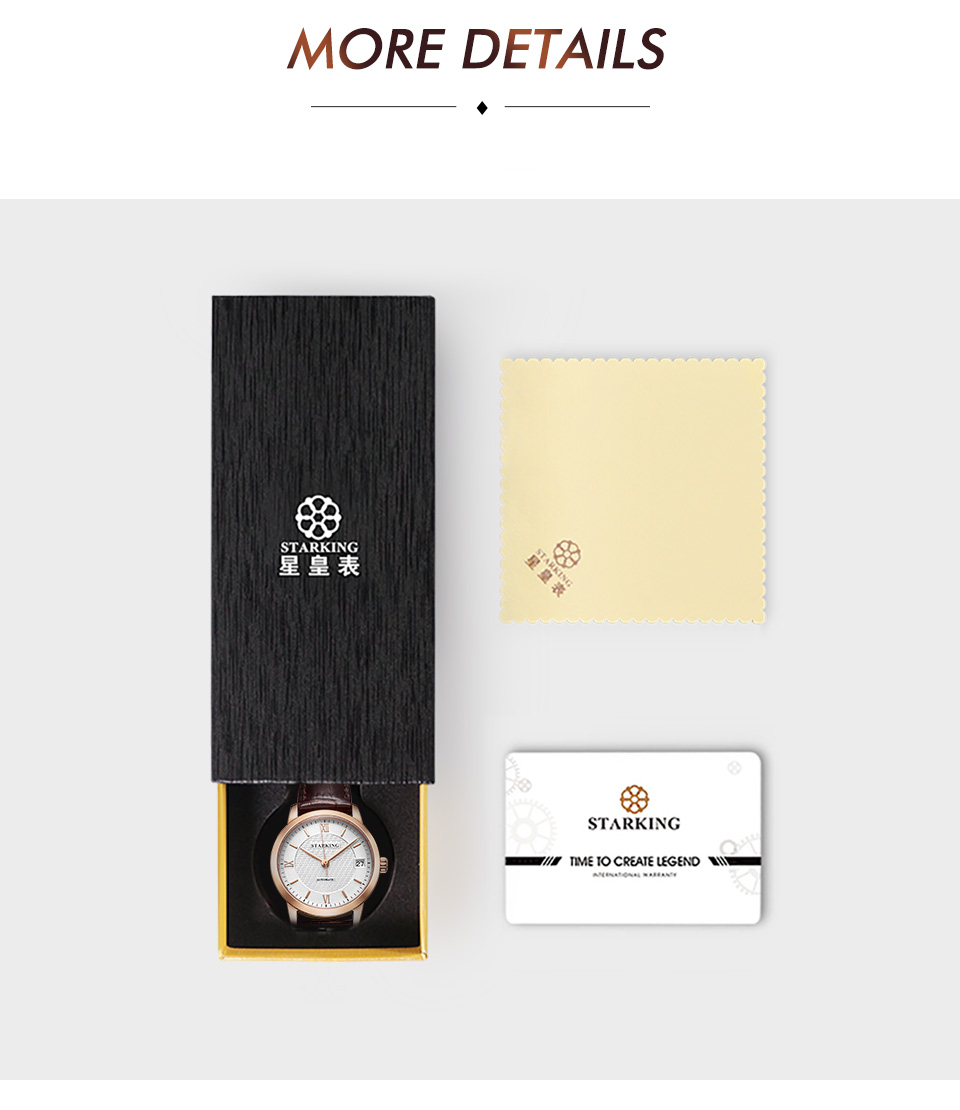 MORE DETAILS
STARKING
星皇表
STARKING
星皇表
STARKING
TIME TO CREATE LEGEND
INTERNATIONAL WARRANTY
STARKING
AUTOMATIC
27